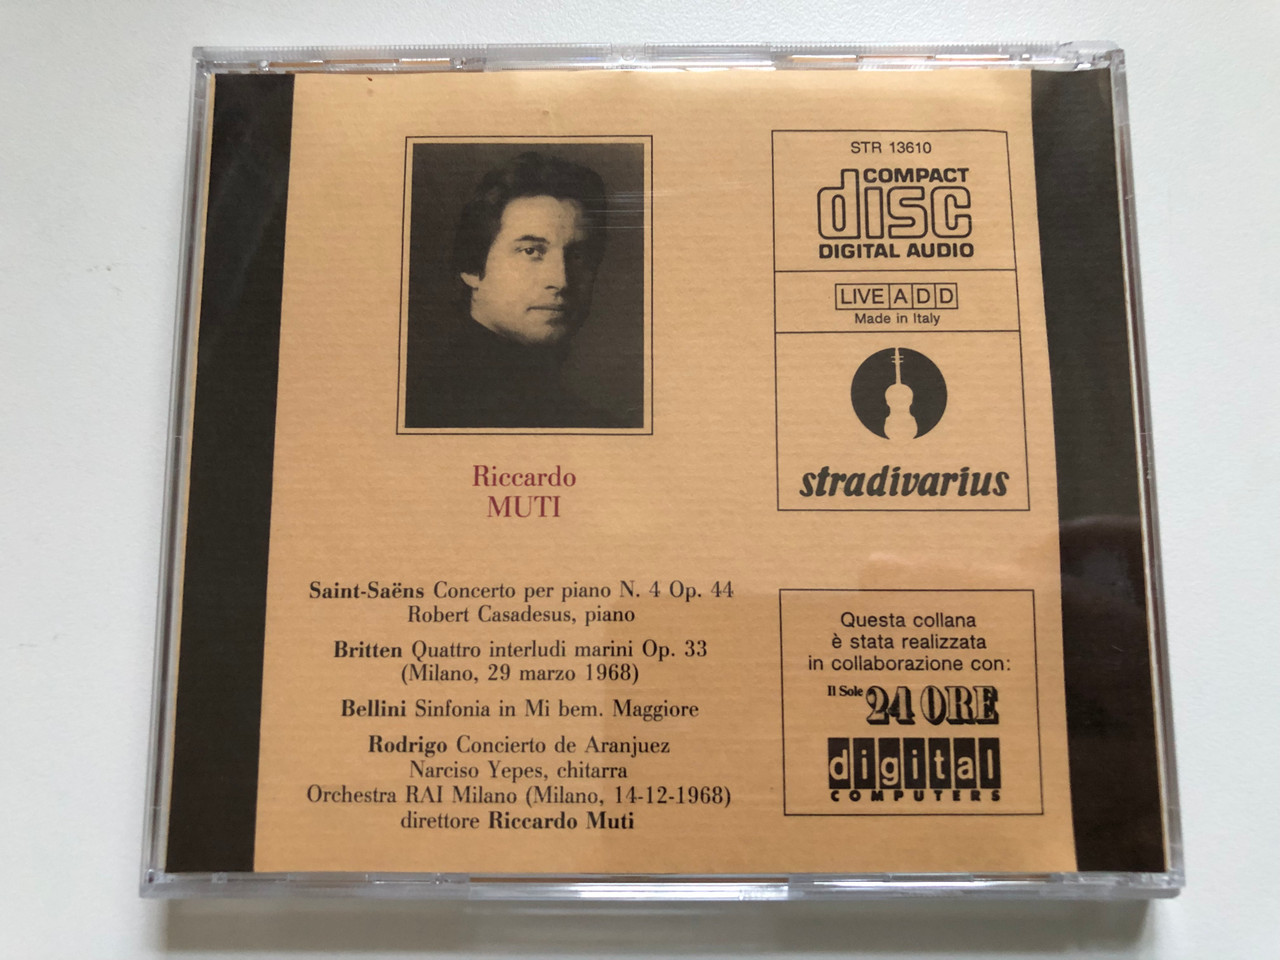 Riccardo
MUTI
Saint-Saëns Concerto per piano N. 4 Op. 44
Robert Casadesus, piano
Britten Quattro interludi marini Op. 33
(Milano, 29 marzo 1968)
Bellini Sinfonia in Mi bem. Maggiore
Rodrigo Concierto de Aranjuez
Narciso Yepes, chitarra
Orchestra RAI Milano (Milano, 14-12-1968)
direttore Riccardo Muti
STR 13610
COMPACT
disc
DIGITAL AUDIO
LIVE A D D
Made in Italy
stradivarius
Questa collana
è stata realizzata
in collaborazione con:
Il Sole 24 ORE
digital
COMPUTERS